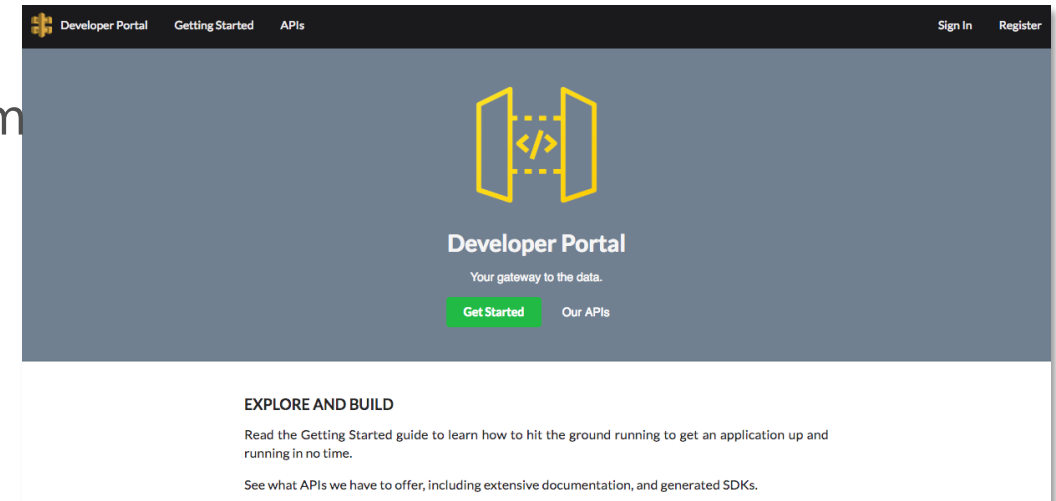 Developer Portal Getting Started APIs Sign In Register
m
</>
Developer Portal
Your gateway to the data.
Get Started Our APIs
EXPLORE AND BUILD
Read the Getting Started guide to learn how to hit the ground running to get an application up and
running in no time.
See what APIs we have to offer, including extensive documentation, and generated SDKs.